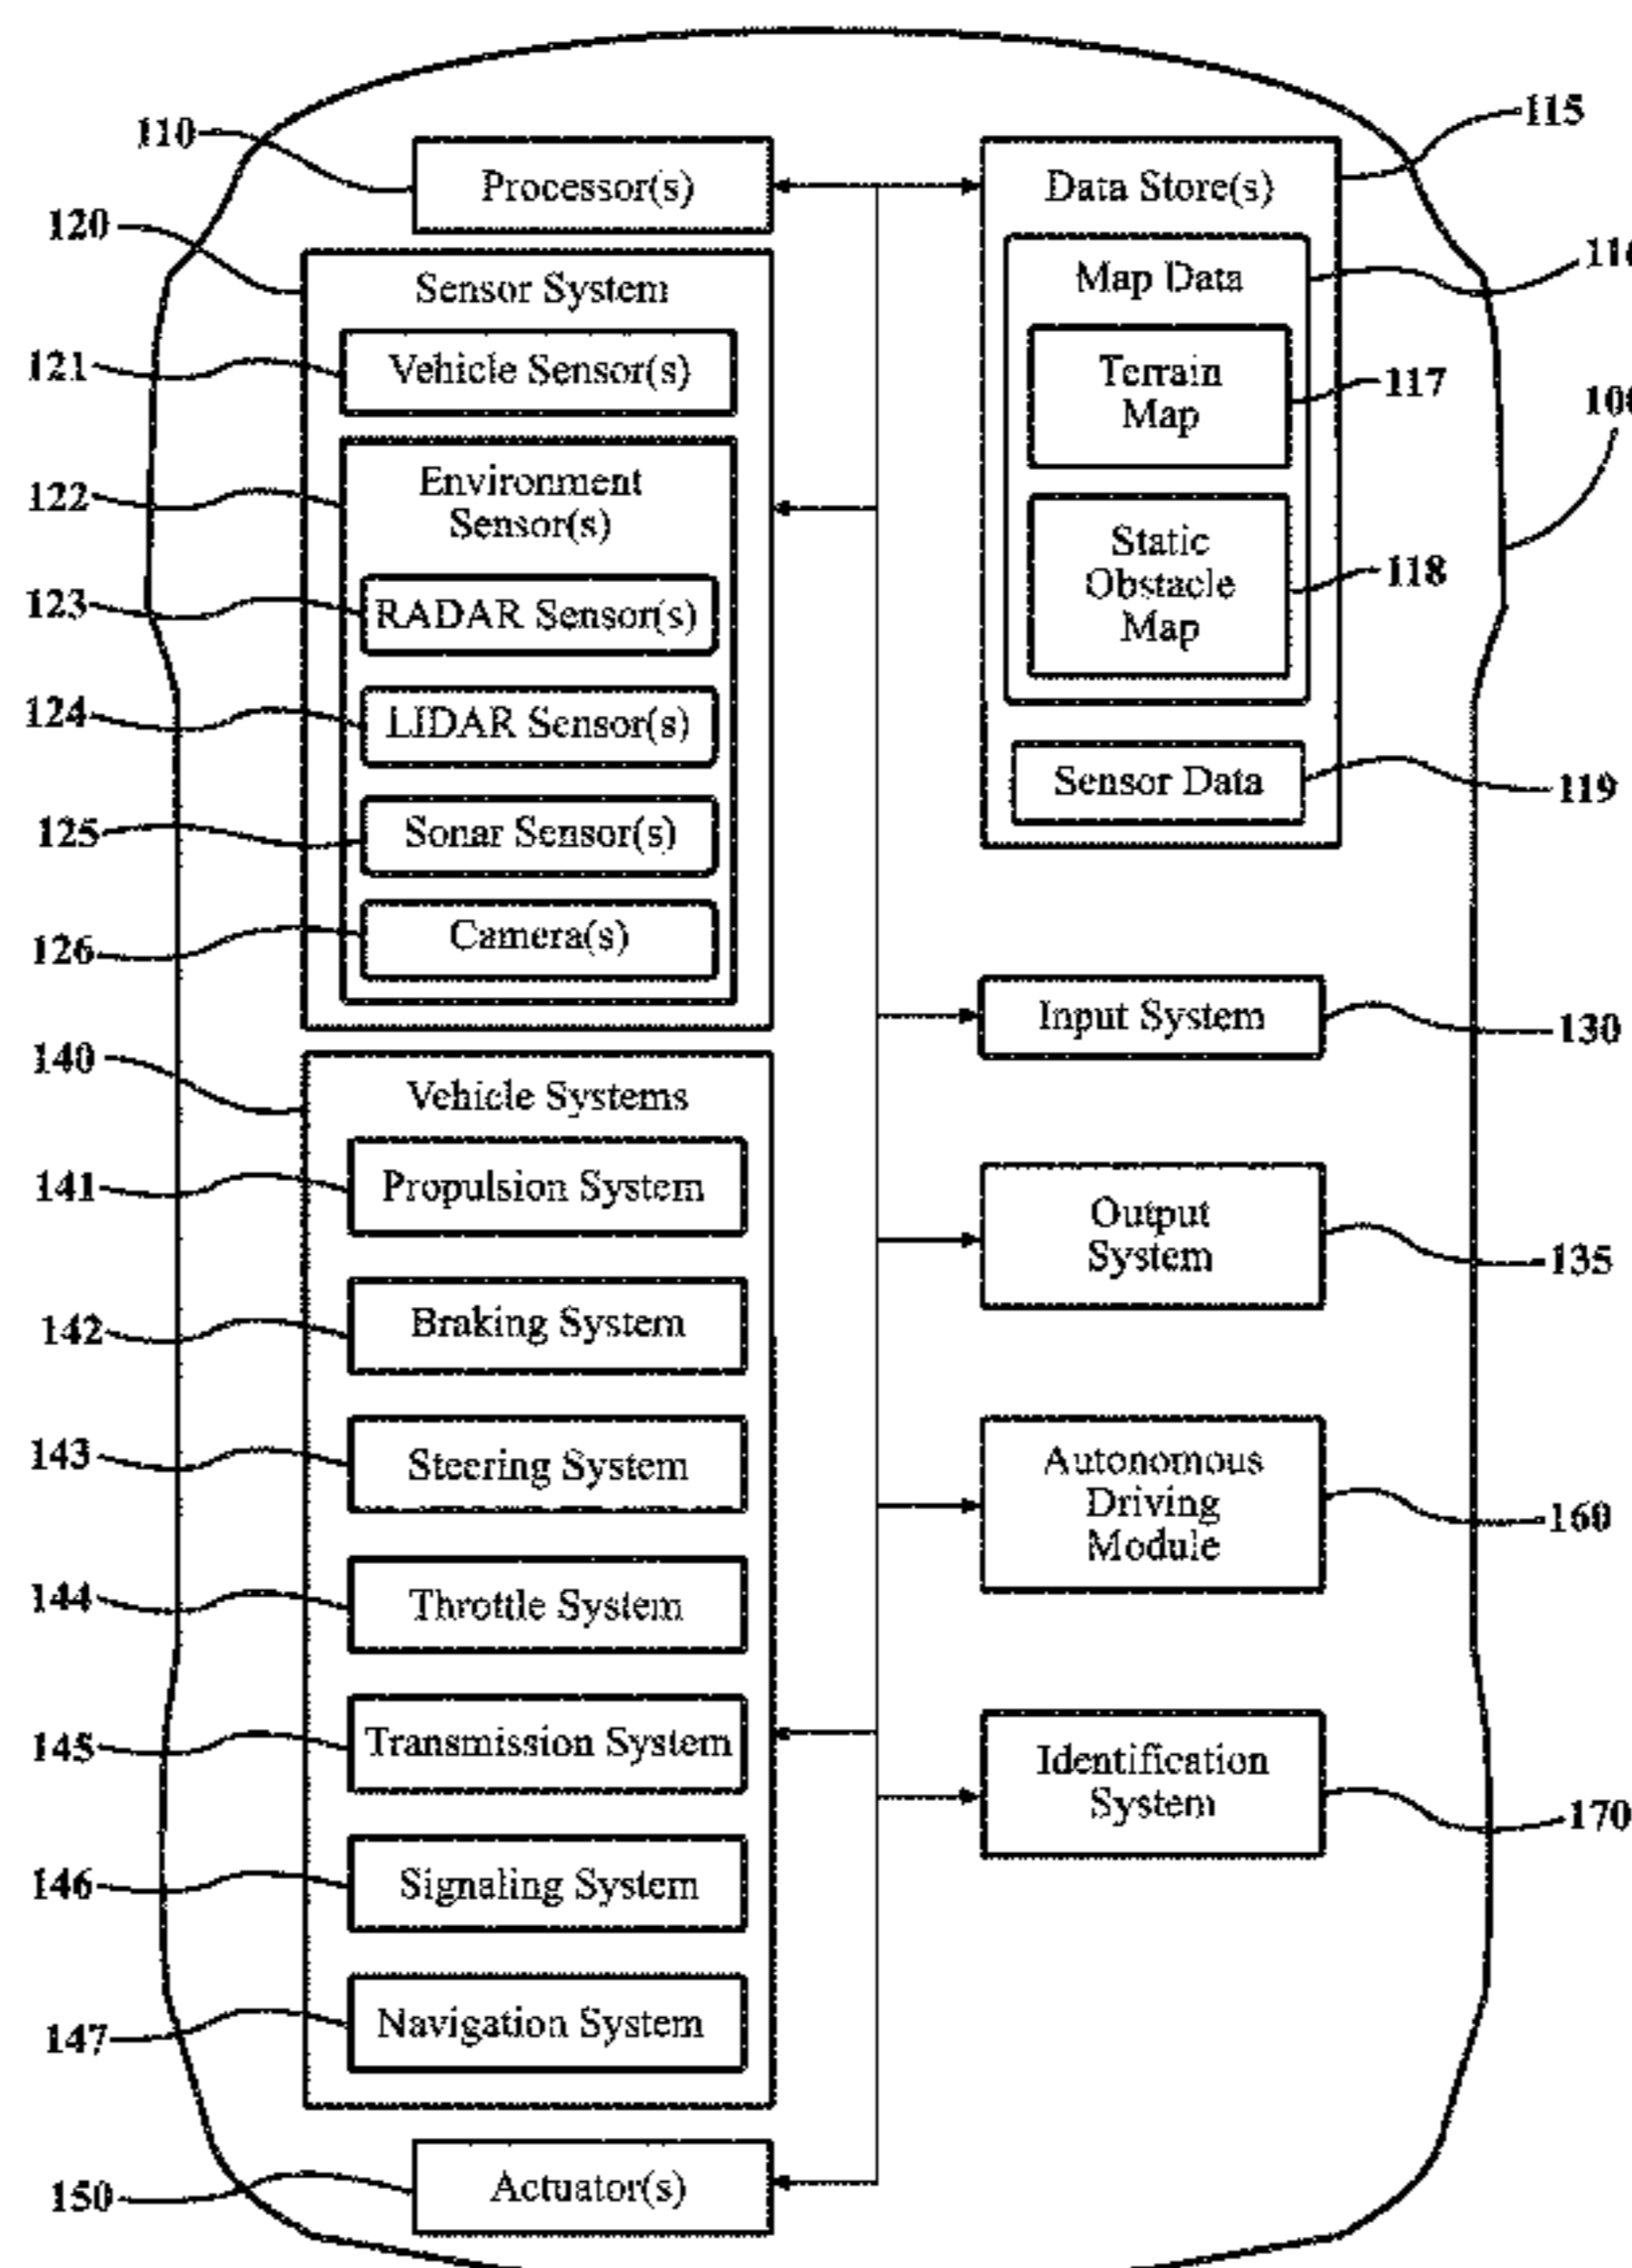 110
Processor(s)
120
Sensor System
121
Vehicle Sensor(s)
122
Environment
Sensor(s)
123
RADAR Sensor(s)
124
LIDAR Sensor(s)
125
Sonar Sensor(s)
126
Camera(s)
140
Vehicle Systems
141
Propulsion System
142
Braking System
143
Steering System
144
Throttle System
145
Transmission System
146
Signaling System
147
Navigation System
150
Actuator(s)
115
Data Store(s)
Map Data
Terrain
Map
117
Static
Obstacle
Map
118
Sensor Data
119
Input System
130
Output
System
135
Autonomous
Driving
Module
160
Identification
System
170